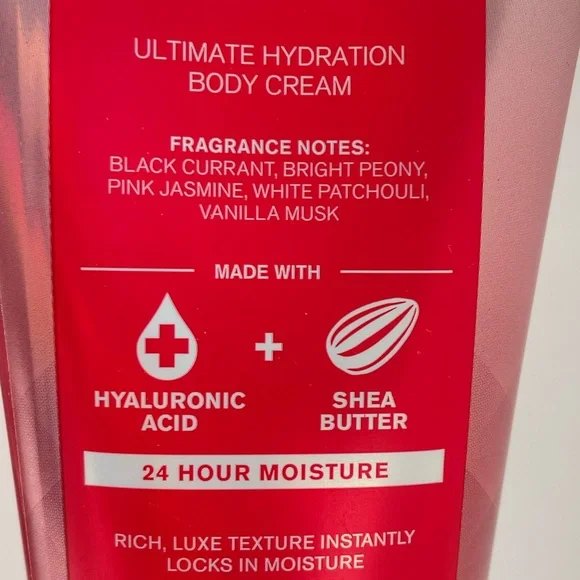 ULTIMATE HYDRATION
BODY CREAM
FRAGRANCE NOTES:
BLACK CURRANT, BRIGHT PEONY,
PINK JASMINE, WHITE PATCHOULI,
VANILLA MUSK
MADE WITH
+
HYALURONIC
ACID
SHEA
BUTTER
24 HOUR MOISTURE
RICH, LUXE TEXTURE INSTANTLY
LOCKS IN MOISTURE